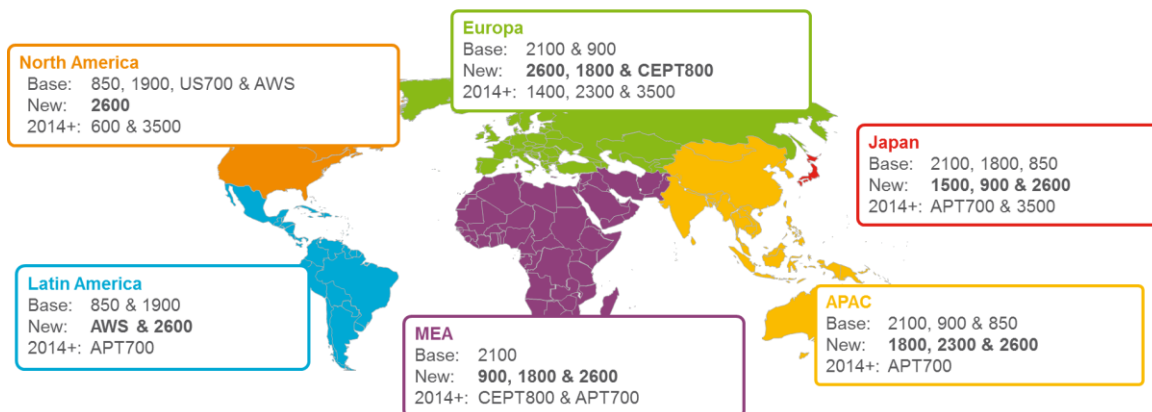 Europa
Base: 2100 & 900
New: 2600, 1800 & CEPT800
2014+: 1400, 2300 & 3500
North America
Base: 850, 1900, US700 & AWS
New: 2600
2014+: 600 & 3500
Japan
Base: 2100, 1800, 850
New: 1500, 900 & 2600
2014+: APT700 & 3500
Latin America
Base: 850 & 1900
New: AWS & 2600
2014+: APT700
MEA
Base: 2100
New: 900, 1800 & 2600
2014+: CEPT800 & APT700
APAC
Base: 2100, 900 & 850
New: 1800, 2300 & 2600
2014+: APT700